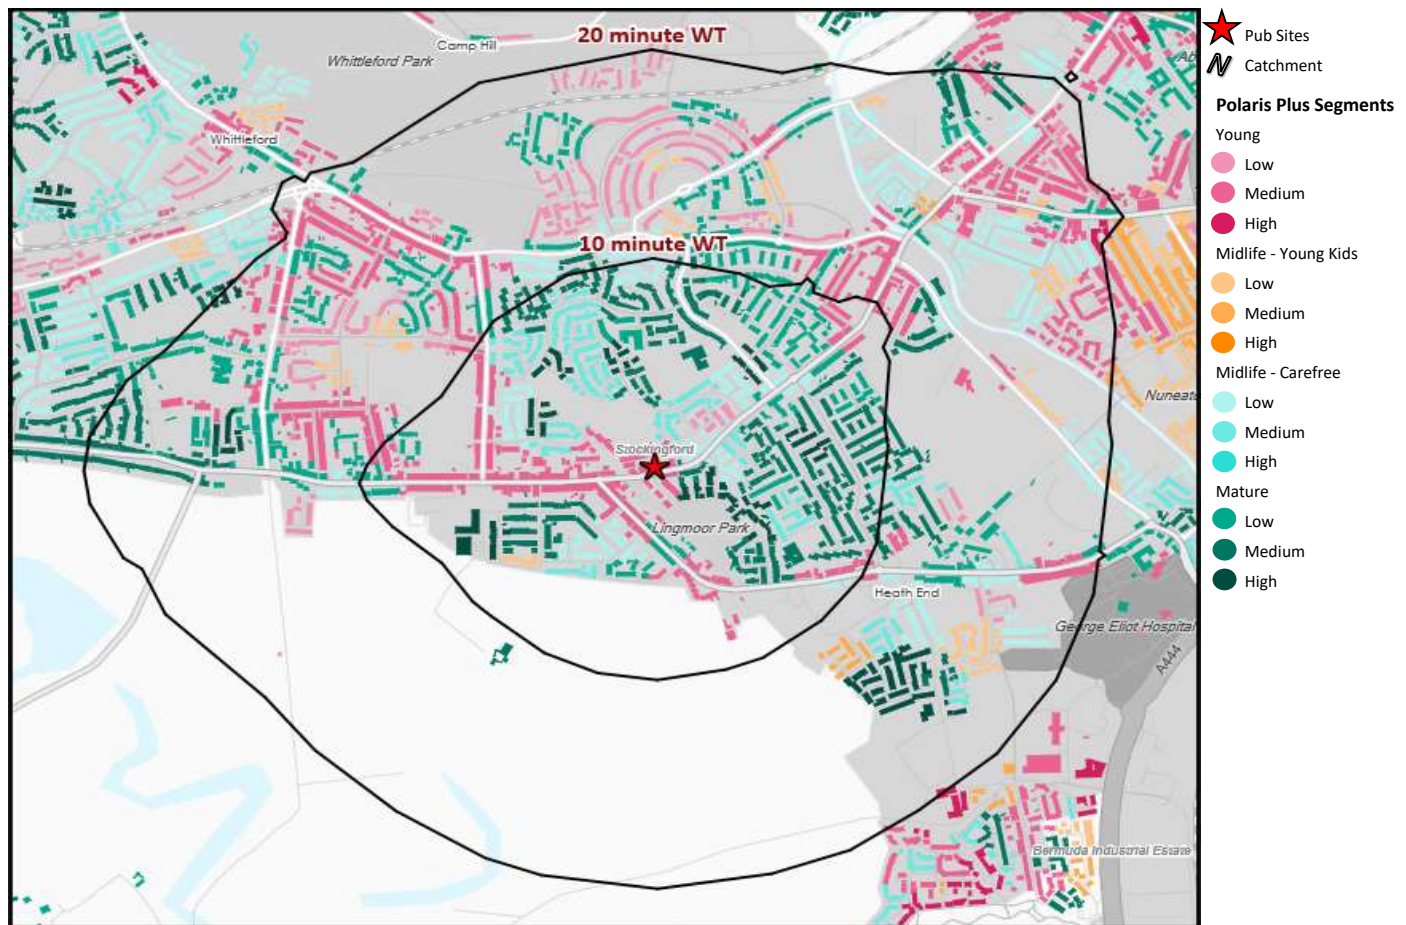 20 minute WT
Camp Hill
Whittleford Park
Whittleford
10 minute WT
Stockingford
Lingmoor Park
Heath End
George Eliot Hospital
A444
Bermuda Industrial Estate
Pub Sites
Catchment
Polaris Plus Segments
Young
Low
Medium
High
Midlife - Young Kids
Low
Medium
High
Midlife - Carefree
Low
Medium
High
Mature
Low
Medium
High